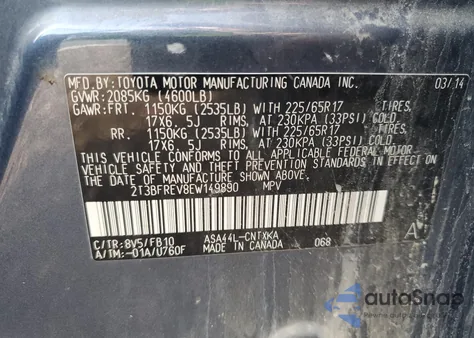 MFD.BY: TOYOTA MOTOR MANUFACTURING CANADA INC. 03/14
GVWR: 2085KG (4600LB)
GAWR:FRT. 1150KG (2535LB) WITH 225/65R17 TIRES,
17X6. 5J RIMS, AT 230KPA (33PSI) COLD.
RR. 1150KG (2535LB) WITH 225/65R17 TIRES,
17X6. 5J RIMS, AT 230KPA (33PSI) COLD.
THIS VEHICLE CONFORMS TO ALL APPLICABLE FEDERAL MOTOR
VEHICLE SAFETY AND THEFT PREVENTION STANDARDS IN
EFFECT ON THE DATE OF MANUFACTURE SHOWN ABOVE.
2T3BFREV8EW149890 MPV
C/TR: 8V5/FB10 ASA44L-CNTXKA A
A/TM:-01A/U760F MADE IN CANADA 068
autoSnap